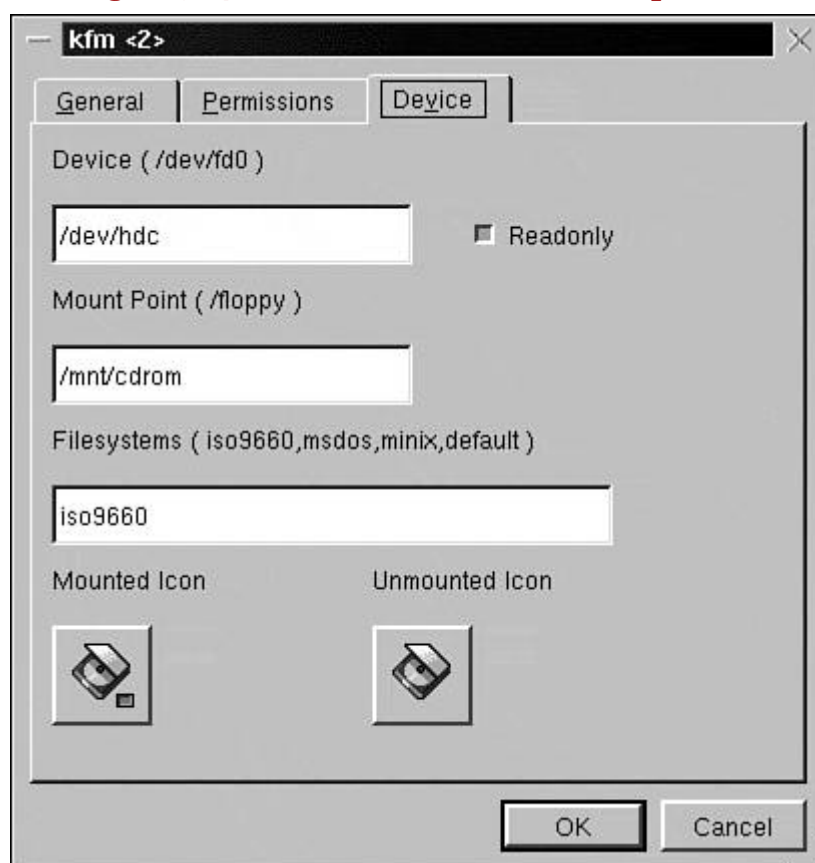 kfm <2>
General Permissions Device
Device ( /dev/fd0 )
/dev/hdc Readonly
Mount Point ( /floppy )
/mnt/cdrom
Filesystems ( iso9660,msdos,minix,default )
iso9660
Mounted Icon Unmounted Icon
OK Cancel